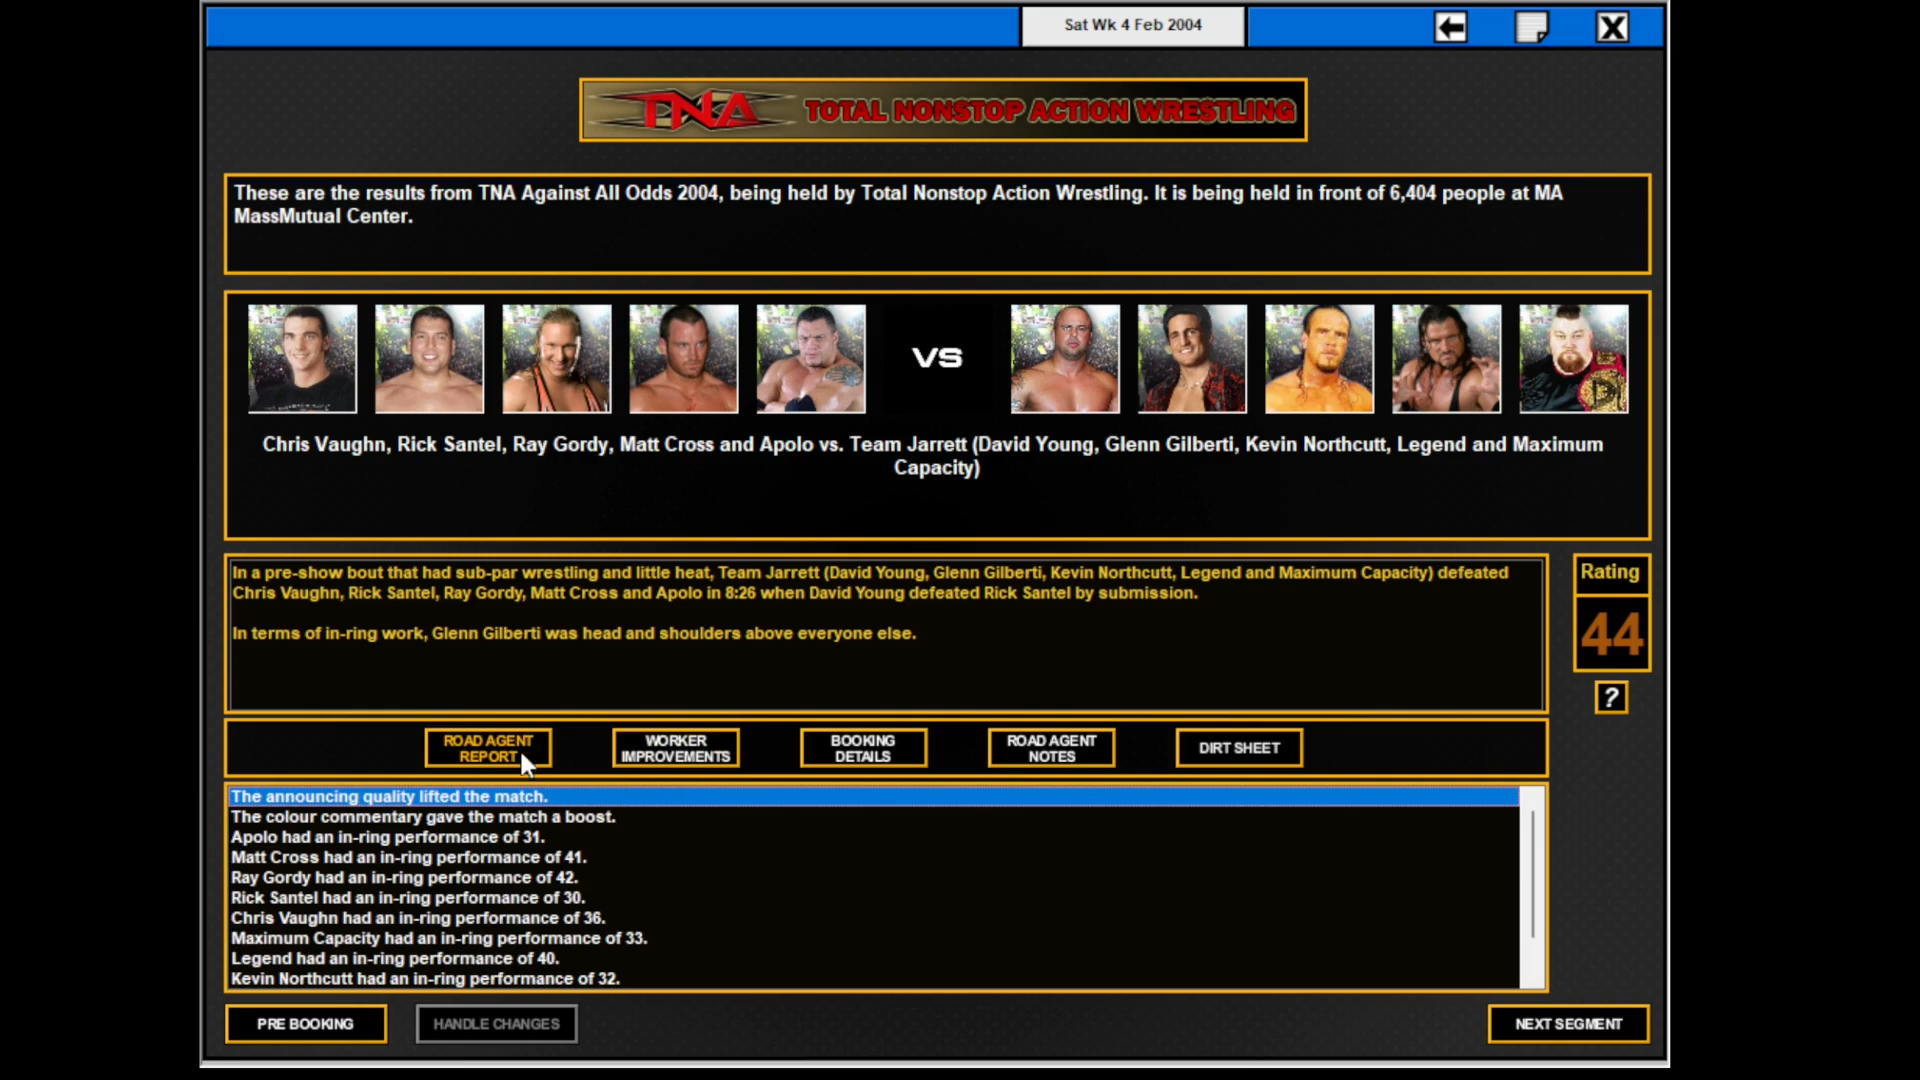 Sat Wk 4 Feb 2004
TNA TOTAL NONSTOP ACTION WRESTLING
These are the results from TNA Against All Odds 2004, being held by Total Nonstop Action Wrestling. It is being held in front of 6,404 people at MA
MassMutual Center.
VS
Chris Vaughn, Rick Santel, Ray Gordy, Matt Cross and Apolo vs. Team Jarrett (David Young, Glenn Gilberti, Kevin Northcutt, Legend and Maximum
Capacity)
In a pre-show bout that had sub-par wrestling and little heat, Team Jarrett (David Young, Glenn Gilberti, Kevin Northcutt, Legend and Maximum Capacity) defeated
Chris Vaughn, Rick Santel, Ray Gordy, Matt Cross and Apolo in 8:26 when David Young defeated Rick Santel by submission.
In terms of in-ring work, Glenn Gilberti was head and shoulders above everyone else.
Rating
44
?
ROAD AGENT
REPORT
WORKER
IMPROVEMENTS
BOOKING
DETAILS
ROAD AGENT
NOTES
DIRT SHEET
The announcing quality lifted the match.
The colour commentary gave the match a boost.
Apolo had an in-ring performance of 31.
Matt Cross had an in-ring performance of 41.
Ray Gordy had an in-ring performance of 42.
Rick Santel had an in-ring performance of 30.
Chris Vaughn had an in-ring performance of 36.
Maximum Capacity had an in-ring performance of 33.
Legend had an in-ring performance of 40.
Kevin Northcutt had an in-ring performance of 32.
PRE BOOKING
HANDLE CHANGES
NEXT SEGMENT